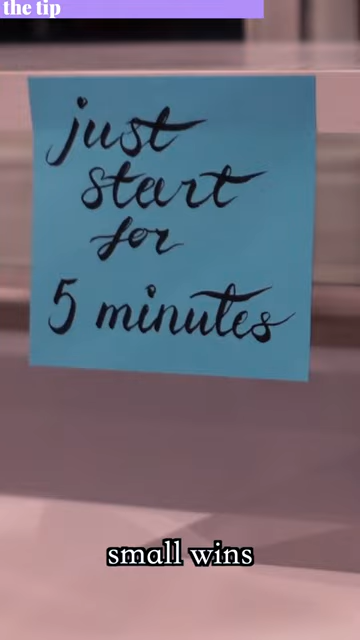 the tip
just
start
for
5 minutes
small wins